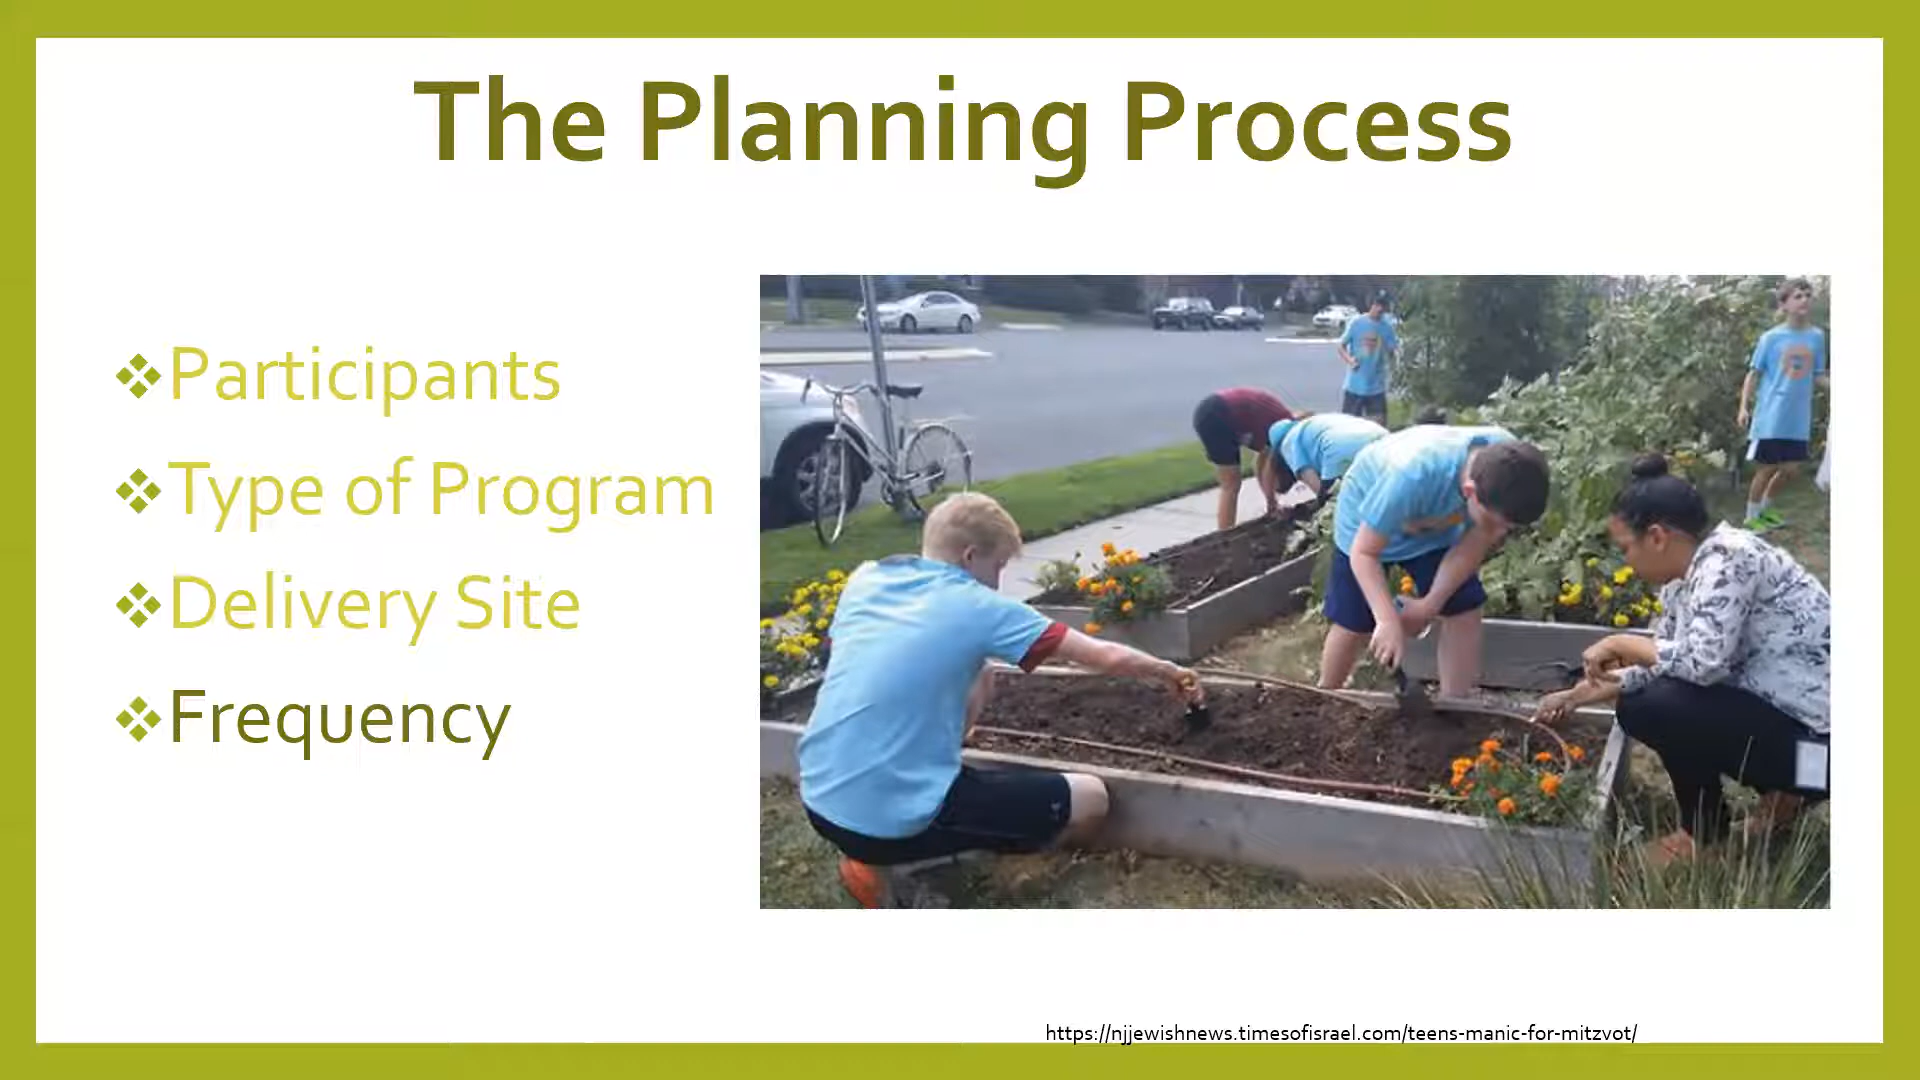 The Planning Process
❖Participants
❖Type of Program
❖Delivery Site
❖Frequency
https://njjewishnews.timesofisrael.com/teens-manic-for-mitzvot/